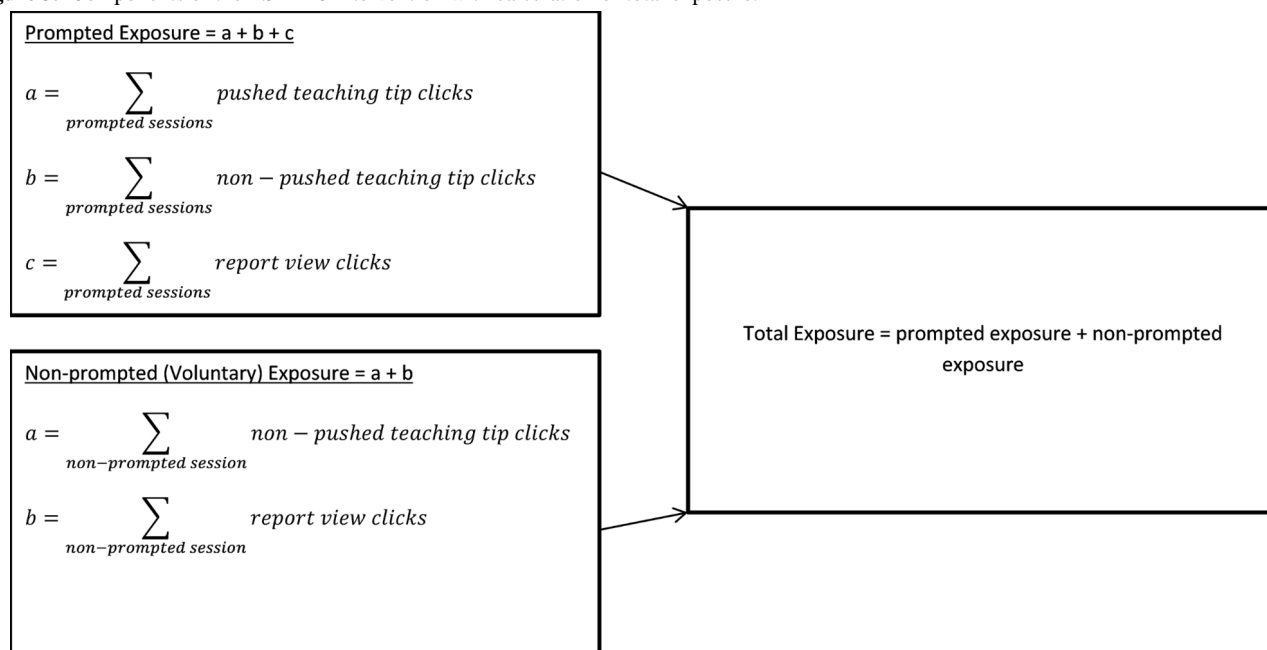 Prompted Exposure = a + b + c
a = ∑ pushed teaching tip clicks
prompted sessions
b = ∑ non − pushed teaching tip clicks
prompted sessions
c = ∑ report view clicks
prompted sessions
Non-prompted (Voluntary) Exposure = a + b
a = ∑ non − pushed teaching tip clicks
non−prompted session
b = ∑ report view clicks
non−prompted session
Total Exposure = prompted exposure + non-prompted
exposure